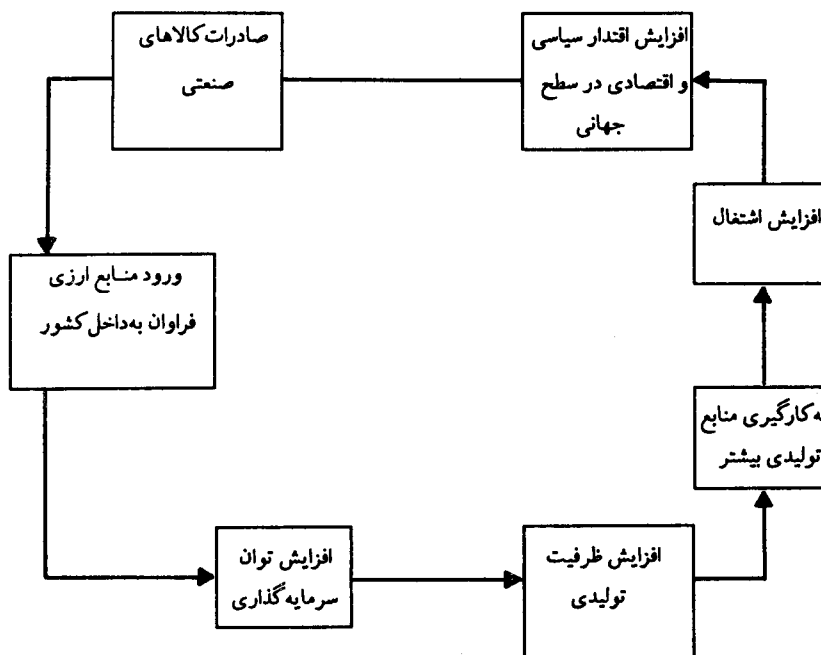 صادرات کالاهای
صنعتی
افزایش اقتدار سیاسی
و اقتصادی در سطح
جهانی
افزایش اشتغال
ورود منابع ارزی
فراوان به‌داخل کشور
ه‌کارگیری منابع
تولیدی بیشتر
افزایش توان
سرمایه‌گذاری
افزایش ظرفیت
تولیدی